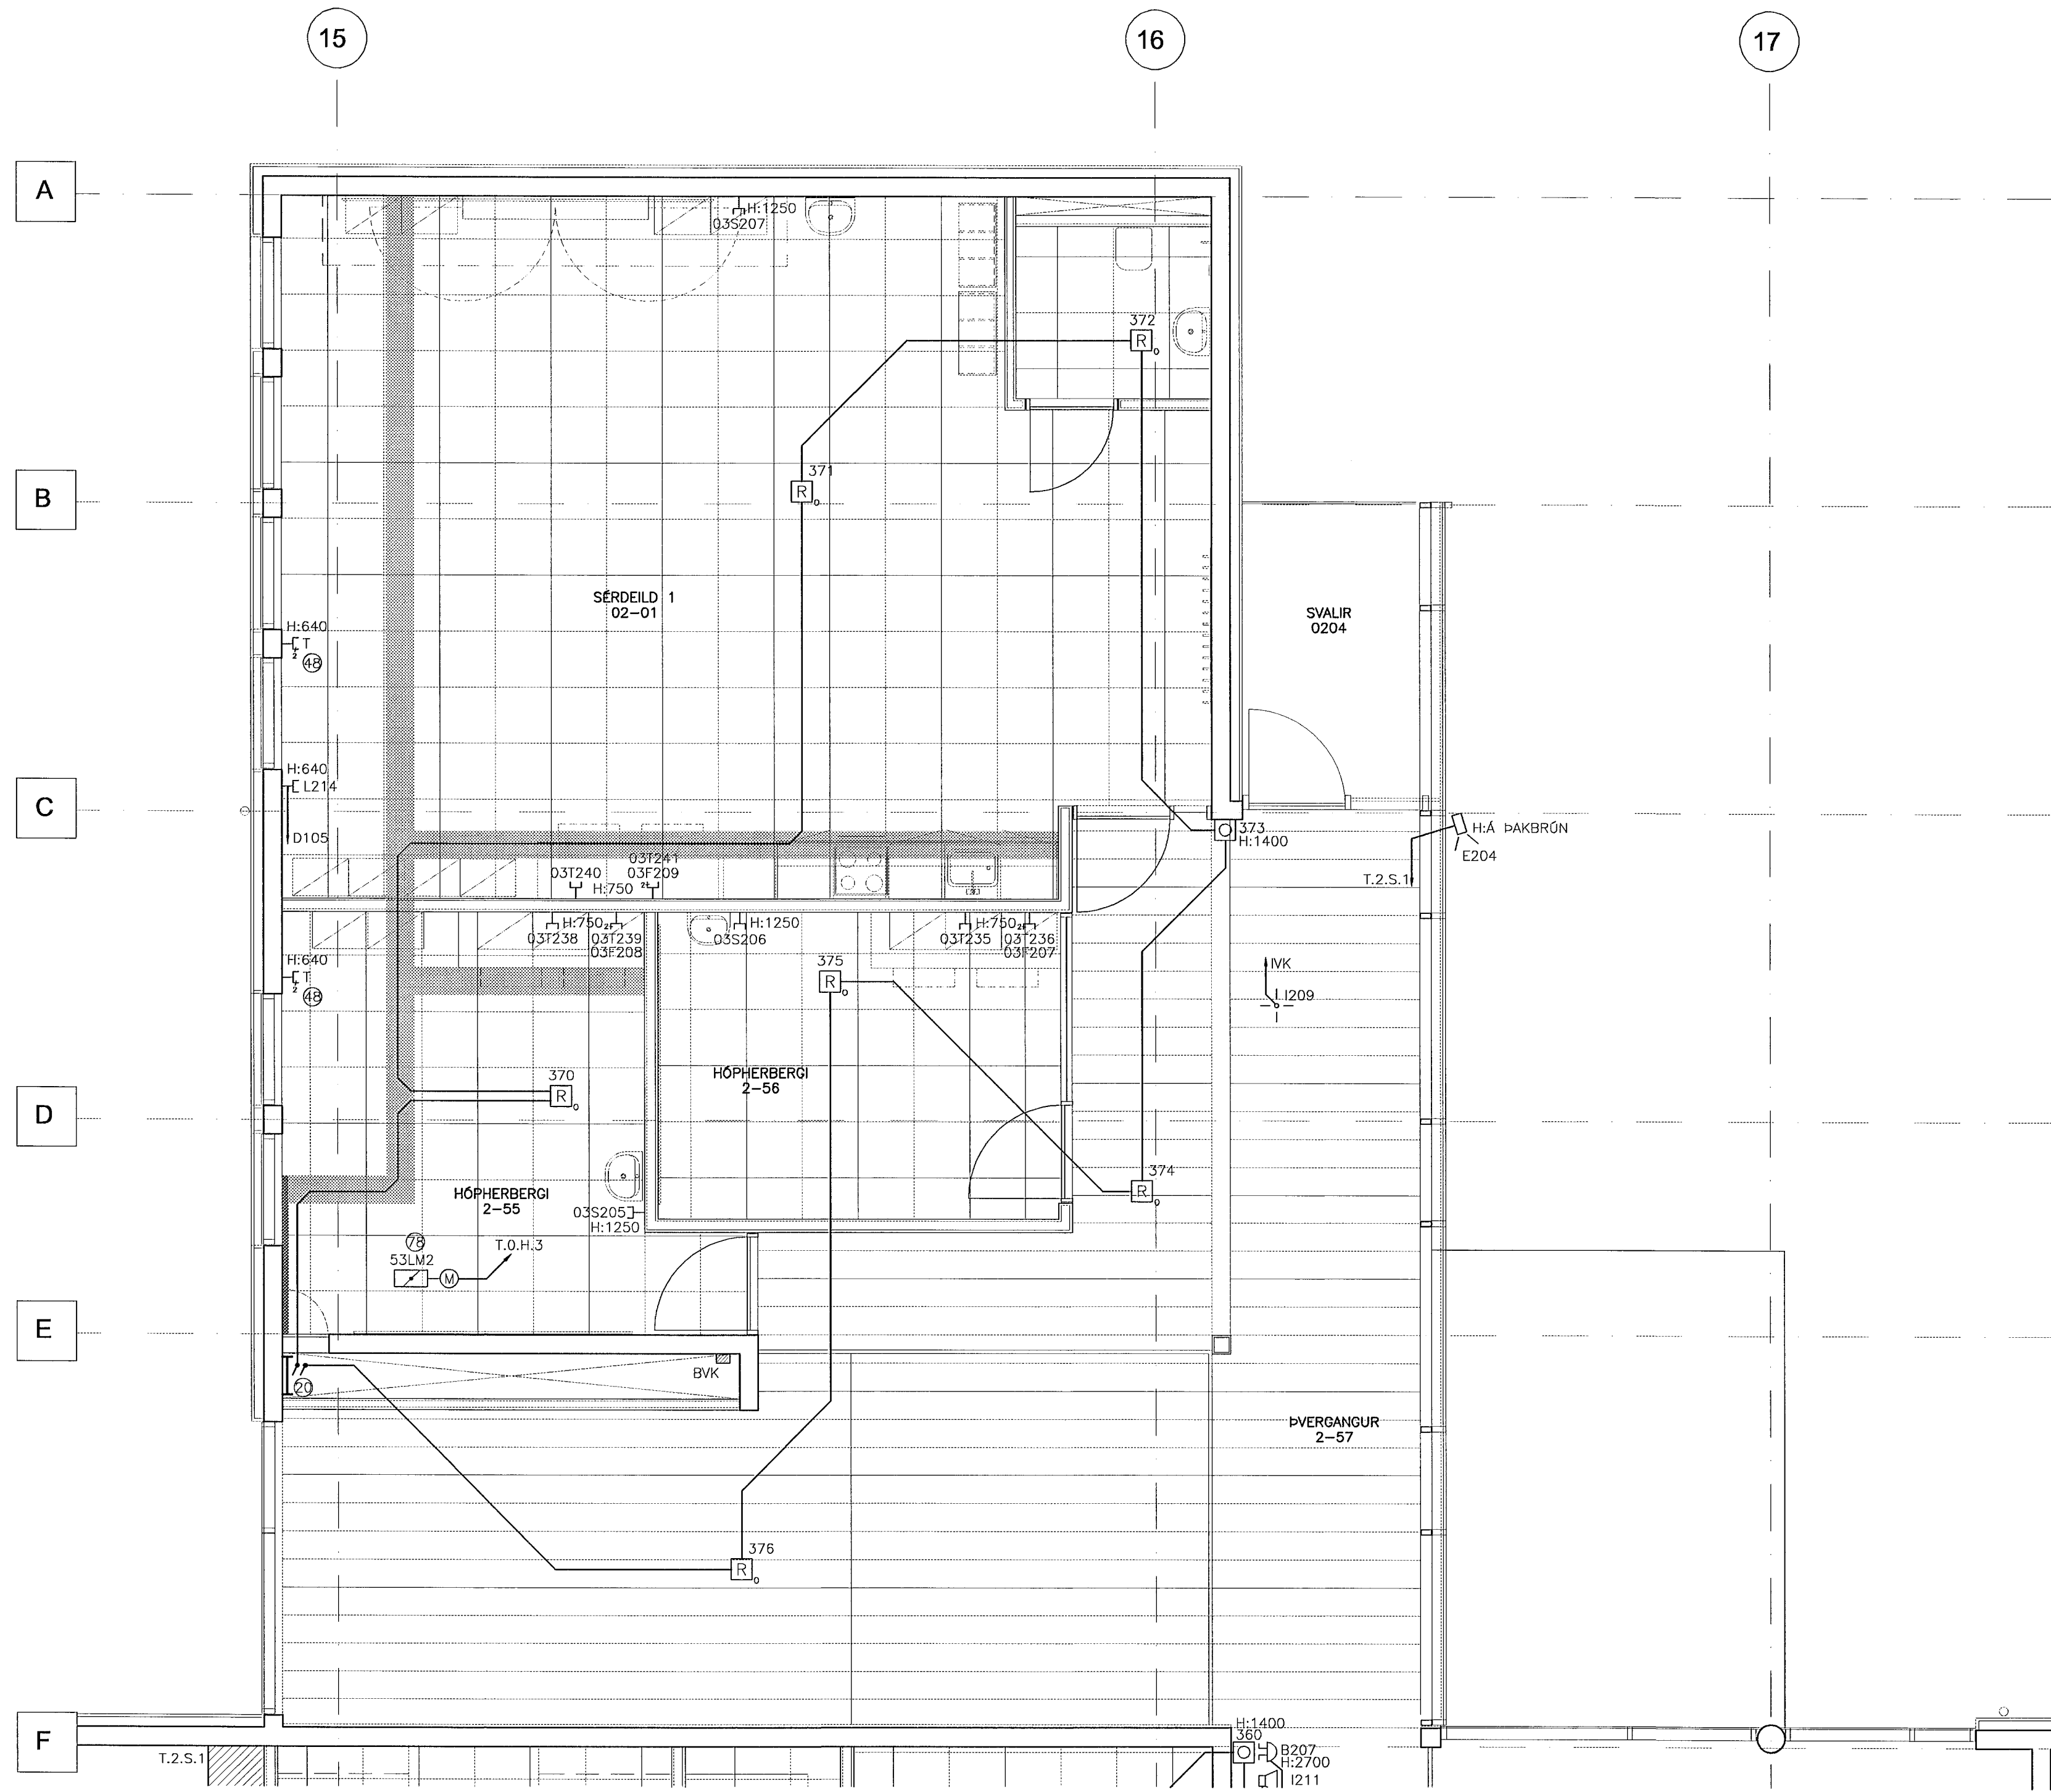 15
16
17
A
H:1250
03S207
372
R
O
371
R
O
B
SÉRDEILD 1
02-01
SVALIR
0204
H:640
T
2
48
H:640
L214
C
D105
373
H:1400
H:Á ÞAKBRÚN
E204
T.2.S.1
03T241
03T240
03F209
H:750
H:750
03T238
03T239
03F208
H:1250
03S206
H:750
03T235
03T236
03F207
H:640
T
2
48
375
R
O
IVK
I209
370
R
O
HÓPHERBERGI
2-56
D
374
R
O
HÓPHERBERGI
2-55
03S205
H:1250
78
53LM2
M
T.0.H.3
E
BVK
20
ÞVERGANGUR
2-57
376
R
O
F
T.2.S.1
H:1400
360
B207
H:2700
I211